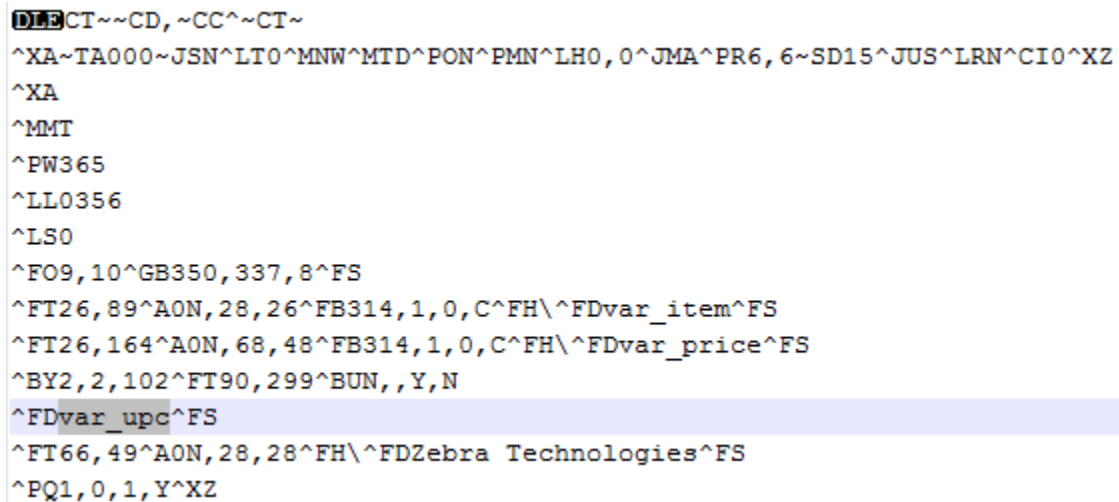 DLECT~~CD,~CC^~CT~
^XA~TA000~JSN^LT0^MNW^MTD^PON^PMN^LH0,0^JMA^PR6,6~SD15^JUS^LRN^CI0^XZ
^XA
^MMT
^PW365
^LL0356
^LS0
^FO9,10^GB350,337,8^FS
^FT26,89^A0N,28,26^FB314,1,0,C^FH\^FDvar_item^FS
^FT26,164^A0N,68,48^FB314,1,0,C^FH\^FDvar_price^FS
^BY2,2,102^FT90,299^BUN,,Y,N
^FDvar_upc^FS
^FT66,49^A0N,28,28^FH\^FDZebra Technologies^FS
^PQ1,0,1,Y^XZ